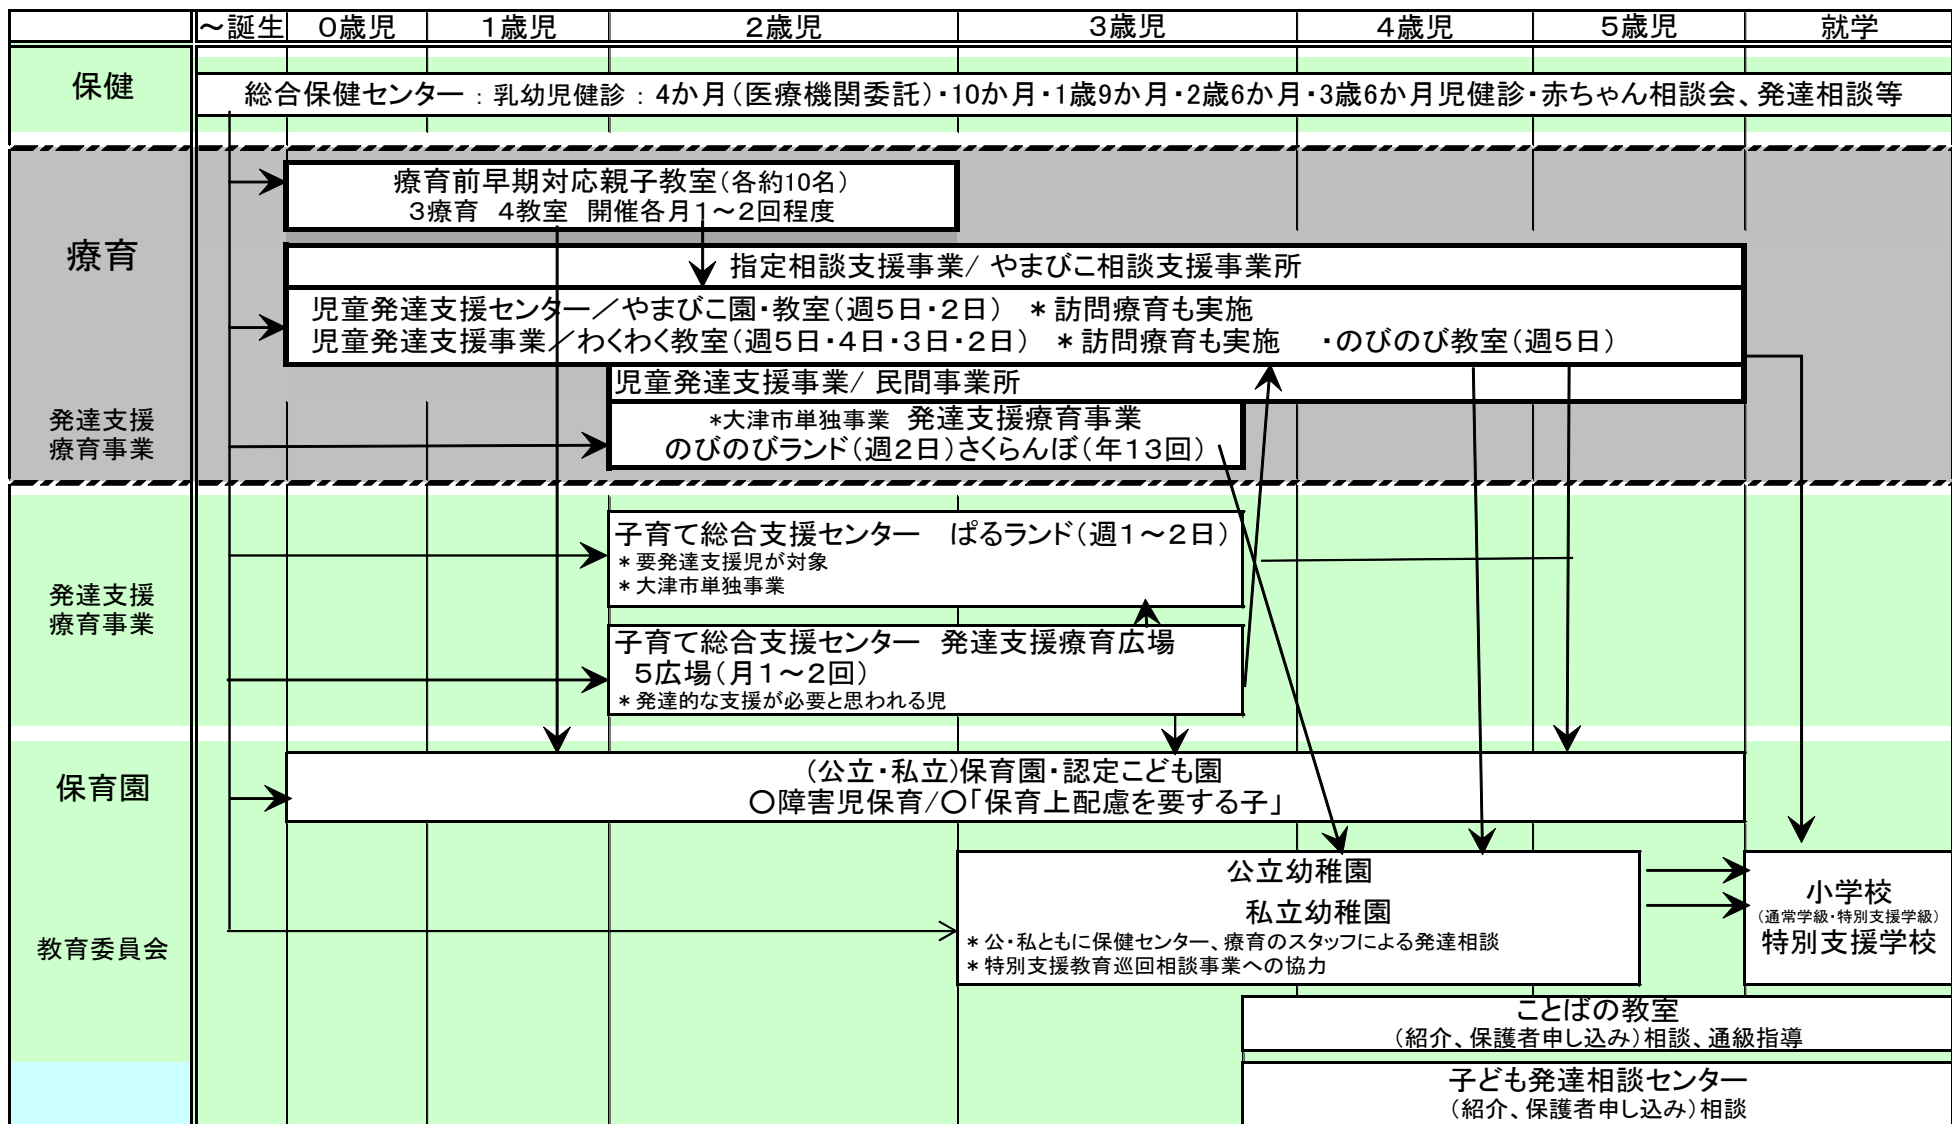 ～誕生 ０歳児 １歳児 ２歳児 ３歳児 ４歳児 ５歳児 就学
保健
総合保健センター：乳幼児健診：4か月（医療機関委託）・10か月・1歳9か月・2歳6か月・3歳6か月児健診・赤ちゃん相談会、発達相談等
療育
療育前早期対応親子教室（各約10名）
３療育 4教室 開催各月１～２回程度
指定相談支援事業/ やまびこ相談支援事業所
児童発達支援センター／やまびこ園・教室（週５日・２日） ＊訪問療育も実施
児童発達支援事業／わくわく教室（週５日・４日・３日・２日） ＊訪問療育も実施 ・のびのび教室（週５日）
児童発達支援事業/ 民間事業所
発達支援
療育事業
*大津市単独事業 発達支援療育事業
のびのびランド（週２日）さくらんぼ（年１３回）
発達支援
療育事業
子育て総合支援センター ぱるランド（週１～２日）
＊要発達支援児が対象
＊大津市単独事業
子育て総合支援センター 発達支援療育広場
５広場（月１～２回）
＊発達的な支援が必要と思われる児
保育園
（公立・私立）保育園・認定こども園
〇障害児保育/〇「保育上配慮を要する子」
教育委員会
公立幼稚園
私立幼稚園
＊公・私ともに保健センター、療育のスタッフによる発達相談
＊特別支援教育巡回相談事業への協力
小学校
（通常学級・特別支援学級）
特別支援学校
ことばの教室
（紹介、保護者申し込み）相談、通級指導
子ども発達相談センター
（紹介、保護者申し込み）相談